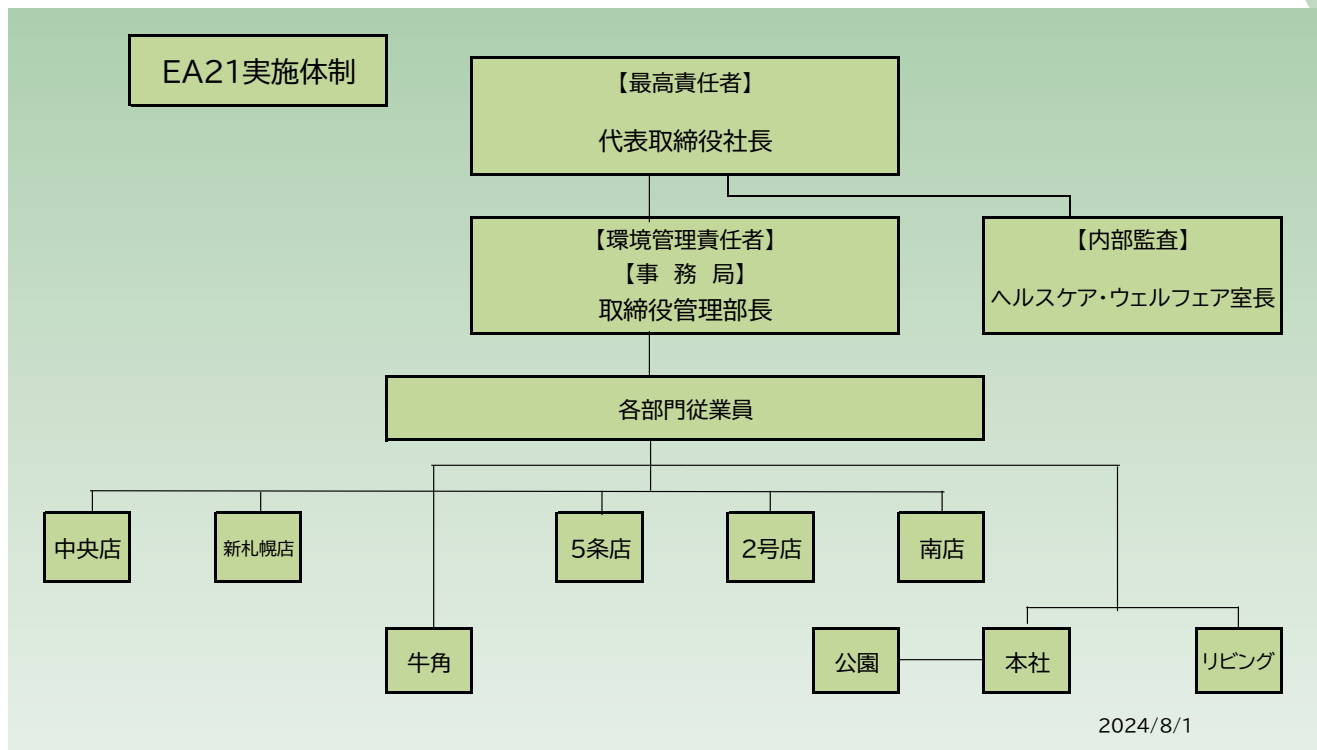 EA21実施体制
【最高責任者】
代表取締役社長
【環境管理責任者】
【事 務 局】
取締役管理部長
【内部監査】
ヘルスケア・ウェルフェア室長
各部門従業員
中央店
新札幌店
5条店
2号店
南店
牛角
公園
本社
リビング
2024/8/1